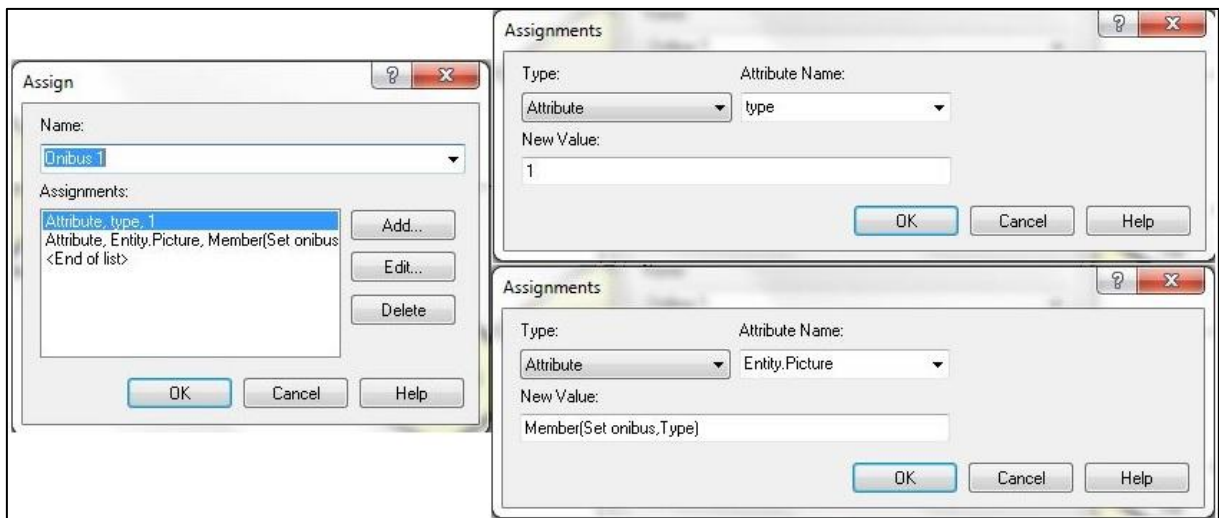 Assign
?
X
Name:
Onibus 1
Assignments:
Attribute, type, 1
Attribute, Entity.Picture, Member(Set onibus
<End of list>
Add...
Edit...
Delete
OK
Cancel
Help
Assignments
?
X
Type:
Attribute Name:
Attribute
type
New Value:
1
OK
Cancel
Help
Assignments
?
X
Type:
Attribute Name:
Attribute
Entity.Picture
New Value:
Member(Set onibus,Type)
OK
Cancel
Help